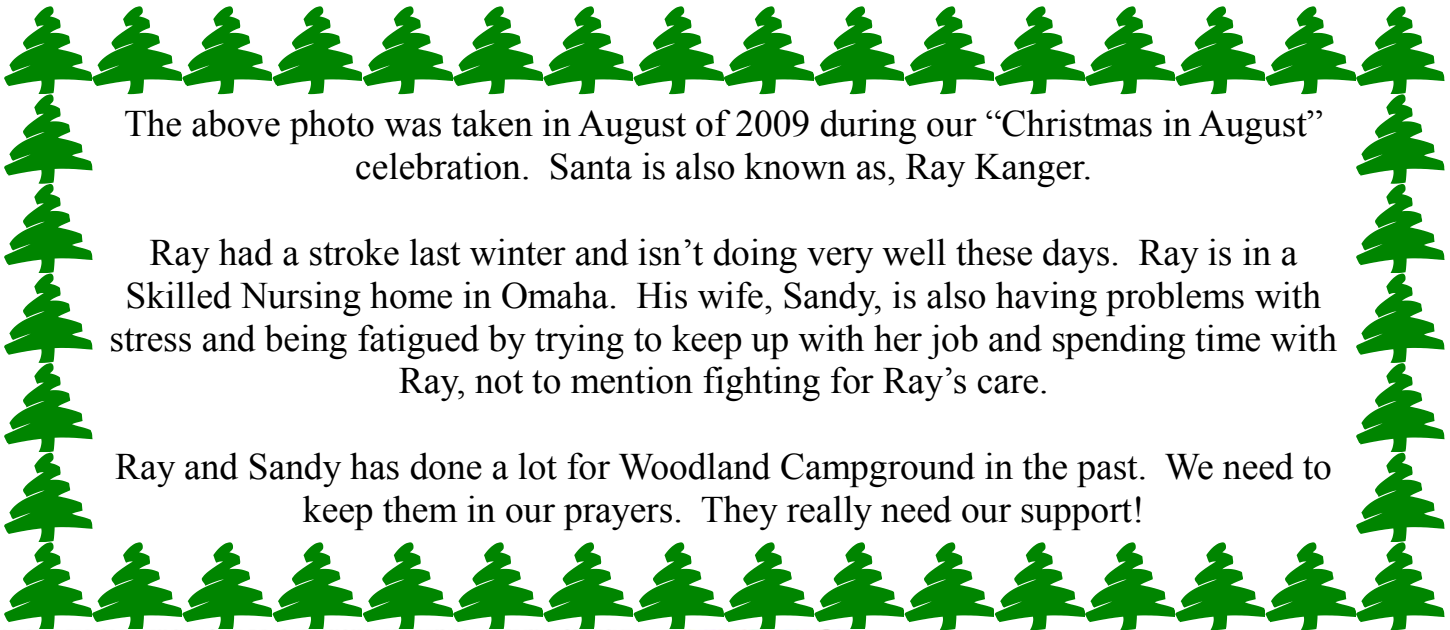 The above photo was taken in August of 2009 during our “Christmas in August”
celebration.  Santa is also known as, Ray Kanger.
Ray had a stroke last winter and isn’t doing very well these days.  Ray is in a
Skilled Nursing home in Omaha.  His wife, Sandy, is also having problems with
stress and being fatigued by trying to keep up with her job and spending time with
Ray, not to mention fighting for Ray’s care.
Ray and Sandy has done a lot for Woodland Campground in the past.  We need to
keep them in our prayers.  They really need our support!